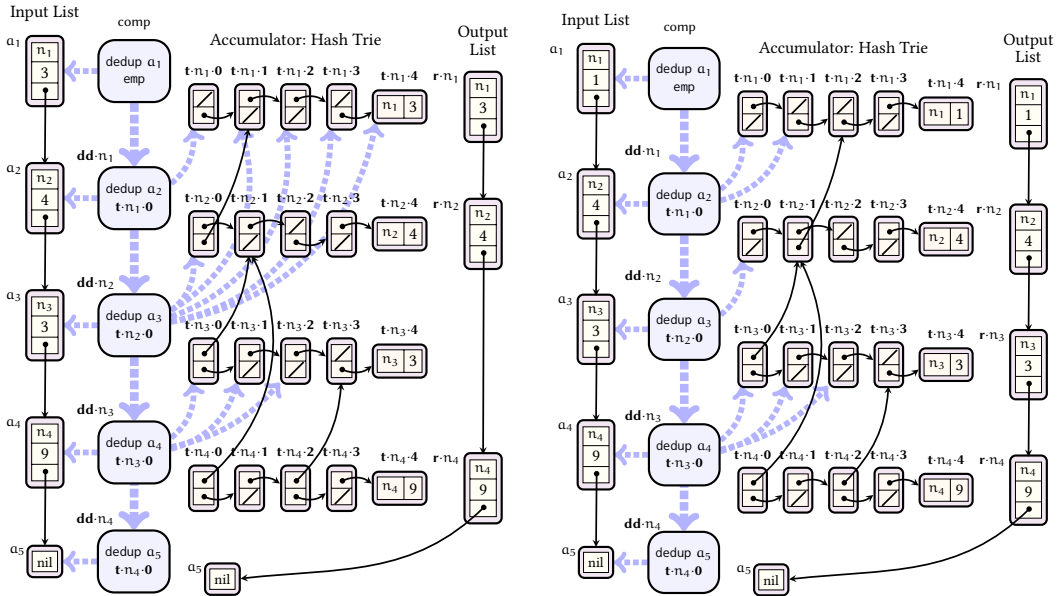 Input List
comp
Accumulator: Hash Trie
Output
List
a₁
n₁
3
dedup a₁
emp
t·n₁·0 t·n₁·1 t·n₁·2 t·n₁·3 t·n₁·4
n₁ 3
r·n₁
n₁
3
dd·n₁
a₂
n₂
4
dedup a₂
t·n₁·0
t·n₂·0 t·n₂·1 t·n₂·2 t·n₂·3 t·n₂·4
n₂ 4
r·n₂
n₂
4
dd·n₂
a₃
n₃
3
dedup a₃
t·n₂·0
t·n₃·0 t·n₃·1 t·n₃·2 t·n₃·3 t·n₃·4
n₃ 3
dd·n₃
a₄
n₄
9
dedup a₄
t·n₃·0
t·n₄·0 t·n₄·1 t·n₄·2 t·n₄·3 t·n₄·4
n₄ 9
r·n₄
n₄
9
dd·n₄
a₅
nil
dedup a₅
t·n₄·0
a₅
nil
Input List
comp
Accumulator: Hash Trie
Output
List
a₁
n₁
1
dedup a₁
emp
t·n₁·0 t·n₁·1 t·n₁·2 t·n₁·3 t·n₁·4
n₁ 1
r·n₁
n₁
1
dd·n₁
a₂
n₂
4
dedup a₂
t·n₁·0
t·n₂·0 t·n₂·1 t·n₂·2 t·n₂·3 t·n₂·4
n₂ 4
r·n₂
n₂
4
dd·n₂
a₃
n₃
3
dedup a₃
t·n₂·0
t·n₃·0 t·n₃·1 t·n₃·2 t·n₃·3 t·n₃·4
n₃ 3
r·n₃
n₃
3
dd·n₃
a₄
n₄
9
dedup a₄
t·n₃·0
t·n₄·0 t·n₄·1 t·n₄·2 t·n₄·3 t·n₄·4
n₄ 9
r·n₄
n₄
9
dd·n₄
a₅
nil
dedup a₅
t·n₄·0
a₅
nil